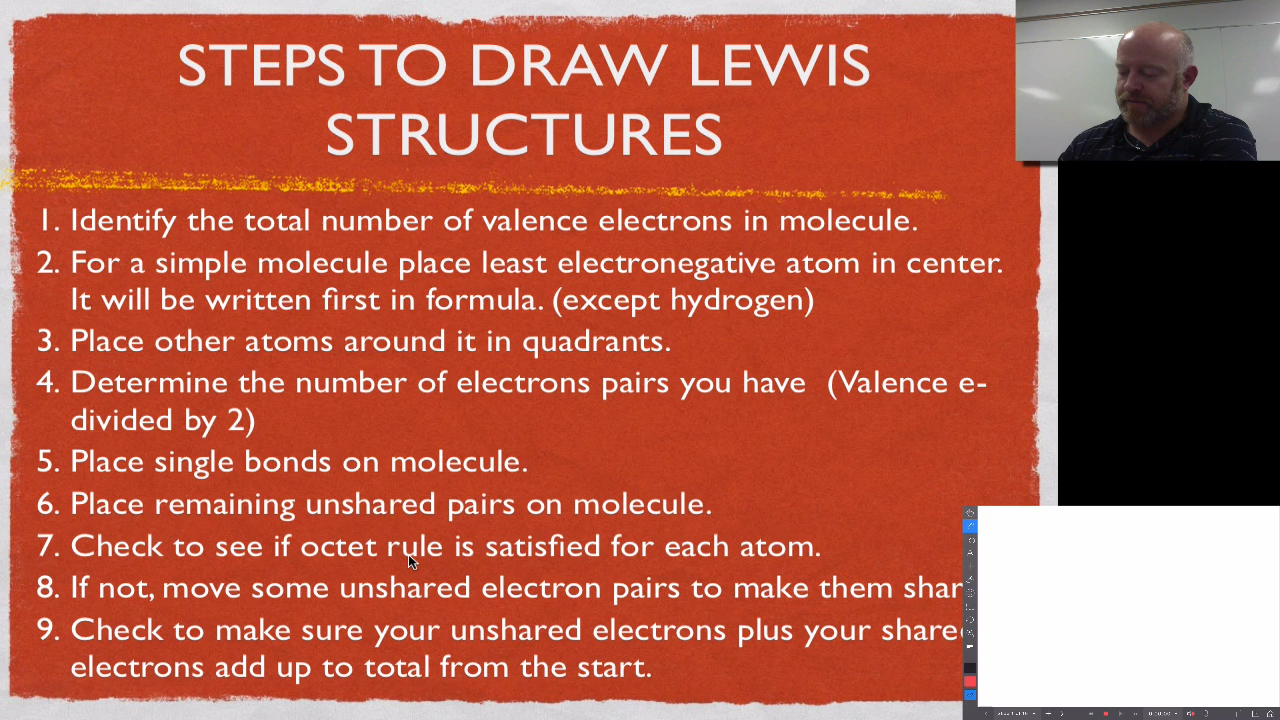 STEPS TO DRAW LEWIS
STRUCTURES
1. Identify the total number of valence electrons in molecule.
2. For a simple molecule place least electronegative atom in center.
It will be written first in formula. (except hydrogen)
3. Place other atoms around it in quadrants.
4. Determine the number of electrons pairs you have (Valence e-
divided by 2)
5. Place single bonds on molecule.
6. Place remaining unshared pairs on molecule.
7. Check to see if octet rule is satisfied for each atom.
8. If not, move some unshared electron pairs to make them shar
9. Check to make sure your unshared electrons plus your share
electrons add up to total from the start.